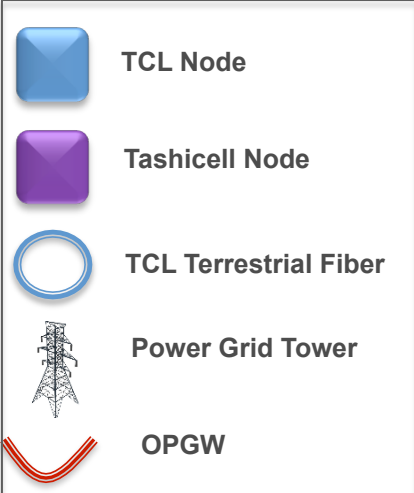 TCL Node
Tashicell Node
TCL Terrestrial Fiber
Power Grid Tower
OPGW